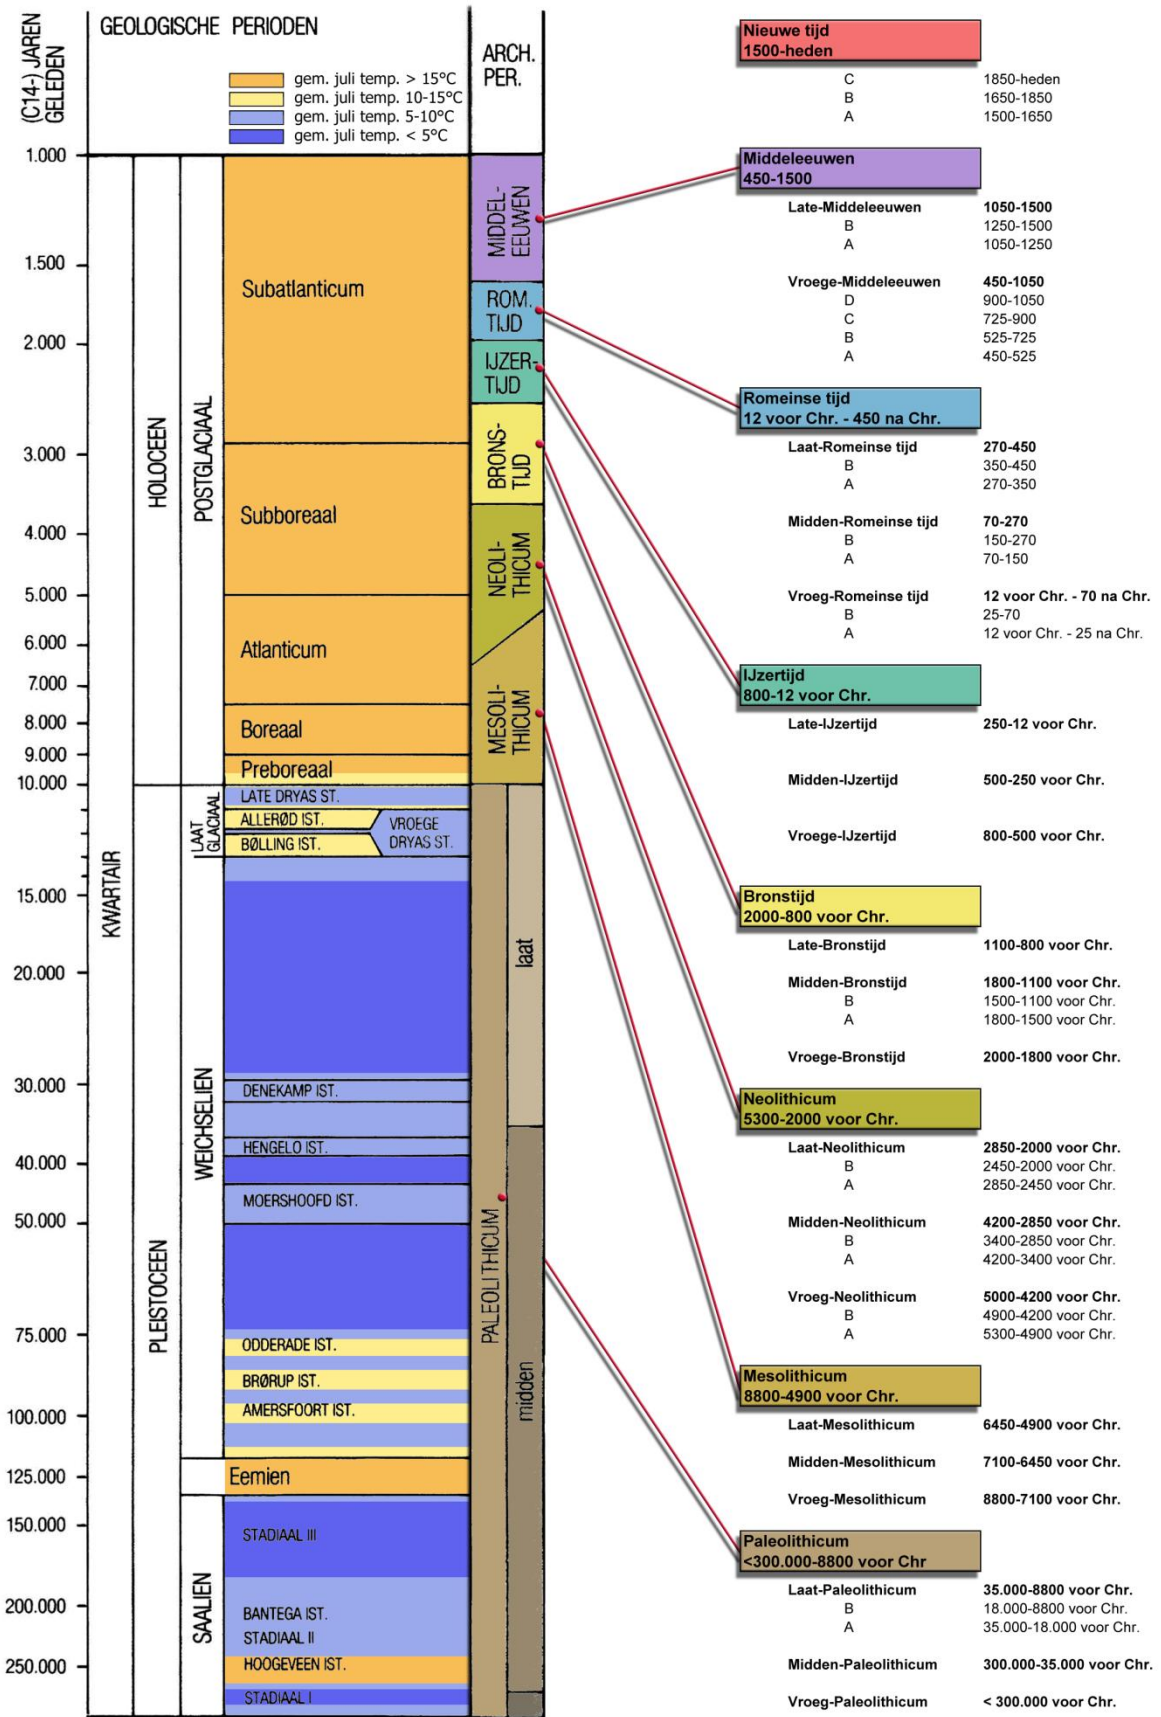 (C14-) JAREN
GELEDEN
GEOLOGISCHE PERIODEN
gem. juli temp. > 15°C
gem. juli temp. 10-15°C
gem. juli temp. 5-10°C
gem. juli temp. < 5°C
ARCH.
PER.
1.000
1.500
2.000
3.000
4.000
5.000
6.000
7.000
8.000
9.000
10.000
15.000
20.000
30.000
40.000
50.000
75.000
100.000
125.000
150.000
200.000
250.000
KWARTAIR
HOLOCEEN
PLEISTOCEEN
POSTGLACIAAL
LAAT
GLACIAAL
WEICHSELIEN
SAALIEN
Subatlanticum
Subboreaal
Atlanticum
Boreaal
Preboreaal
LATE DRYAS ST.
ALLERØD IST.
VROEGE
DRYAS ST.
BØLLING IST.
DENEKAMP IST.
HENGELO IST.
MOERSHOOFD IST.
ODDERADE IST.
BRØRUP IST.
AMERSFOORT IST.
Eemien
STADIAAL III
BANTEGA IST.
STADIAAL II
HOOGEVEEN IST.
STADIAAL I
MIDDEL-
EEUWEN
ROM.
TIJD
IJZER-
TIJD
BRONS-
TIJD
NEOLI-
THICUM
MESOLI-
THICUM
PALEOLITHICUM
laat
midden
Nieuwe tijd
1500-heden
C 1850-heden
B 1650-1850
A 1500-1650
Middeleeuwen
450-1500
Late-Middeleeuwen 1050-1500
B 1250-1500
A 1050-1250
Vroege-Middeleeuwen 450-1050
D 900-1050
C 725-900
B 525-725
A 450-525
Romeinse tijd
12 voor Chr. - 450 na Chr.
Laat-Romeinse tijd 270-450
B 350-450
A 270-350
Midden-Romeinse tijd 70-270
B 150-270
A 70-150
Vroeg-Romeinse tijd 12 voor Chr. - 70 na Chr.
B 25-70
A 12 voor Chr. - 25 na Chr.
IJzertijd
800-12 voor Chr.
Late-IJzertijd 250-12 voor Chr.
Midden-IJzertijd 500-250 voor Chr.
Vroege-IJzertijd 800-500 voor Chr.
Bronstijd
2000-800 voor Chr.
Late-Bronstijd 1100-800 voor Chr.
Midden-Bronstijd 1800-1100 voor Chr.
B 1500-1100 voor Chr.
A 1800-1500 voor Chr.
Vroege-Bronstijd 2000-1800 voor Chr.
Neolithicum
5300-2000 voor Chr.
Laat-Neolithicum 2850-2000 voor Chr.
B 2450-2000 voor Chr.
A 2850-2450 voor Chr.
Midden-Neolithicum 4200-2850 voor Chr.
B 3400-2850 voor Chr.
A 4200-3400 voor Chr.
Vroeg-Neolithicum 5000-4200 voor Chr.
B 4900-4200 voor Chr.
A 5300-4900 voor Chr.
Mesolithicum
8800-4900 voor Chr.
Laat-Mesolithicum 6450-4900 voor Chr.
Midden-Mesolithicum 7100-6450 voor Chr.
Vroeg-Mesolithicum 8800-7100 voor Chr.
Paleolithicum
<300.000-8800 voor Chr
Laat-Paleolithicum 35.000-8800 voor Chr.
B 18.000-8800 voor Chr.
A 35.000-18.000 voor Chr.
Midden-Paleolithicum 300.000-35.000 voor Chr.
Vroeg-Paleolithicum < 300.000 voor Chr.